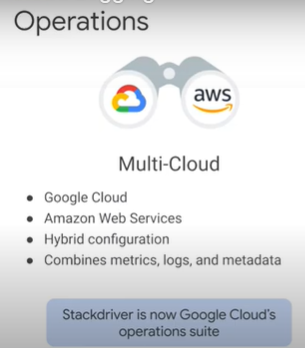 Operations
aws
Multi-Cloud
Google Cloud
Amazon Web Services
Hybrid configuration
Combines metrics, logs, and metadata
Stackdriver is now Google Cloud's
operations suite